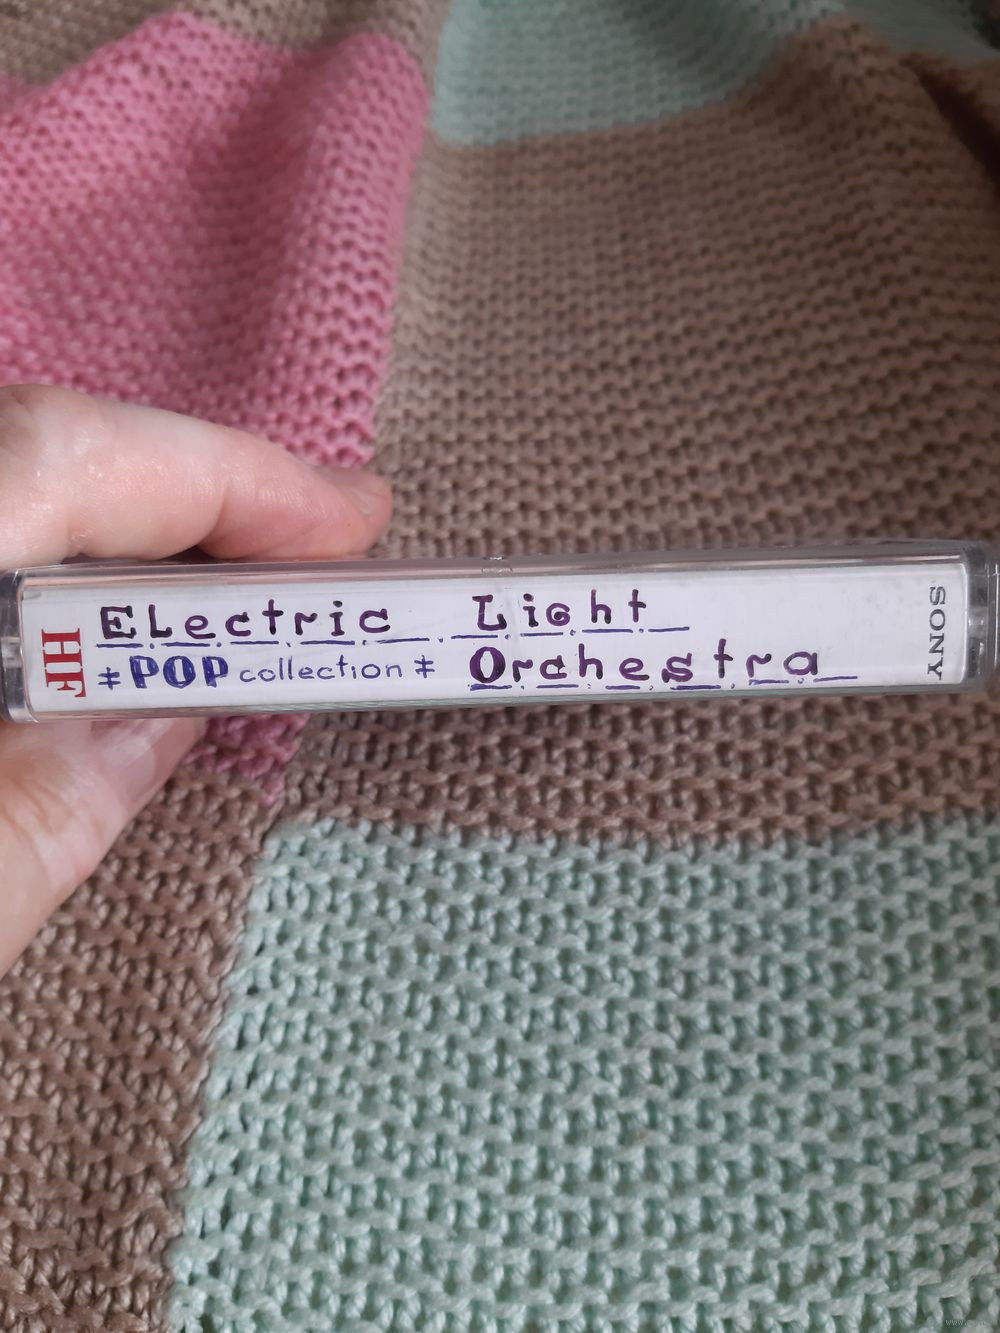 HF
ELectric Light
‡ POP collection ‡ Orchestra
SONY